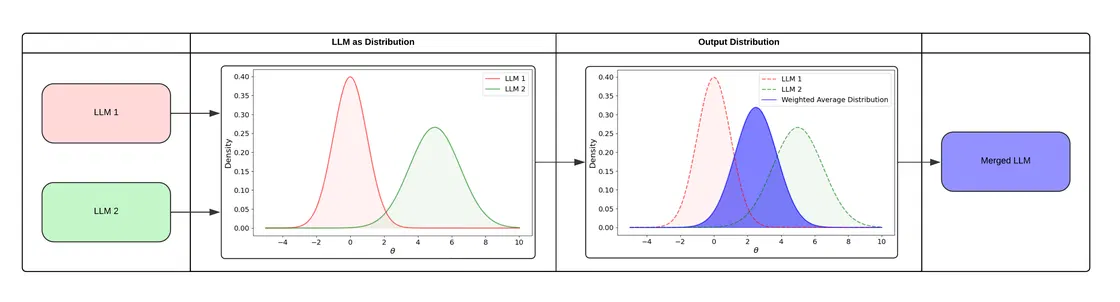 LLM as Distribution
Output Distribution
LLM 1
LLM 2
Density
0.40
0.35
0.30
0.25
0.20
0.15
0.10
0.05
0.00
−4
−2
0
2
4
6
8
10
θ
LLM 1
LLM 2
Density
0.40
0.35
0.30
0.25
0.20
0.15
0.10
0.05
0.00
−4
−2
0
2
4
6
8
10
θ
LLM 1
LLM 2
Weighted Average Distribution
Merged LLM